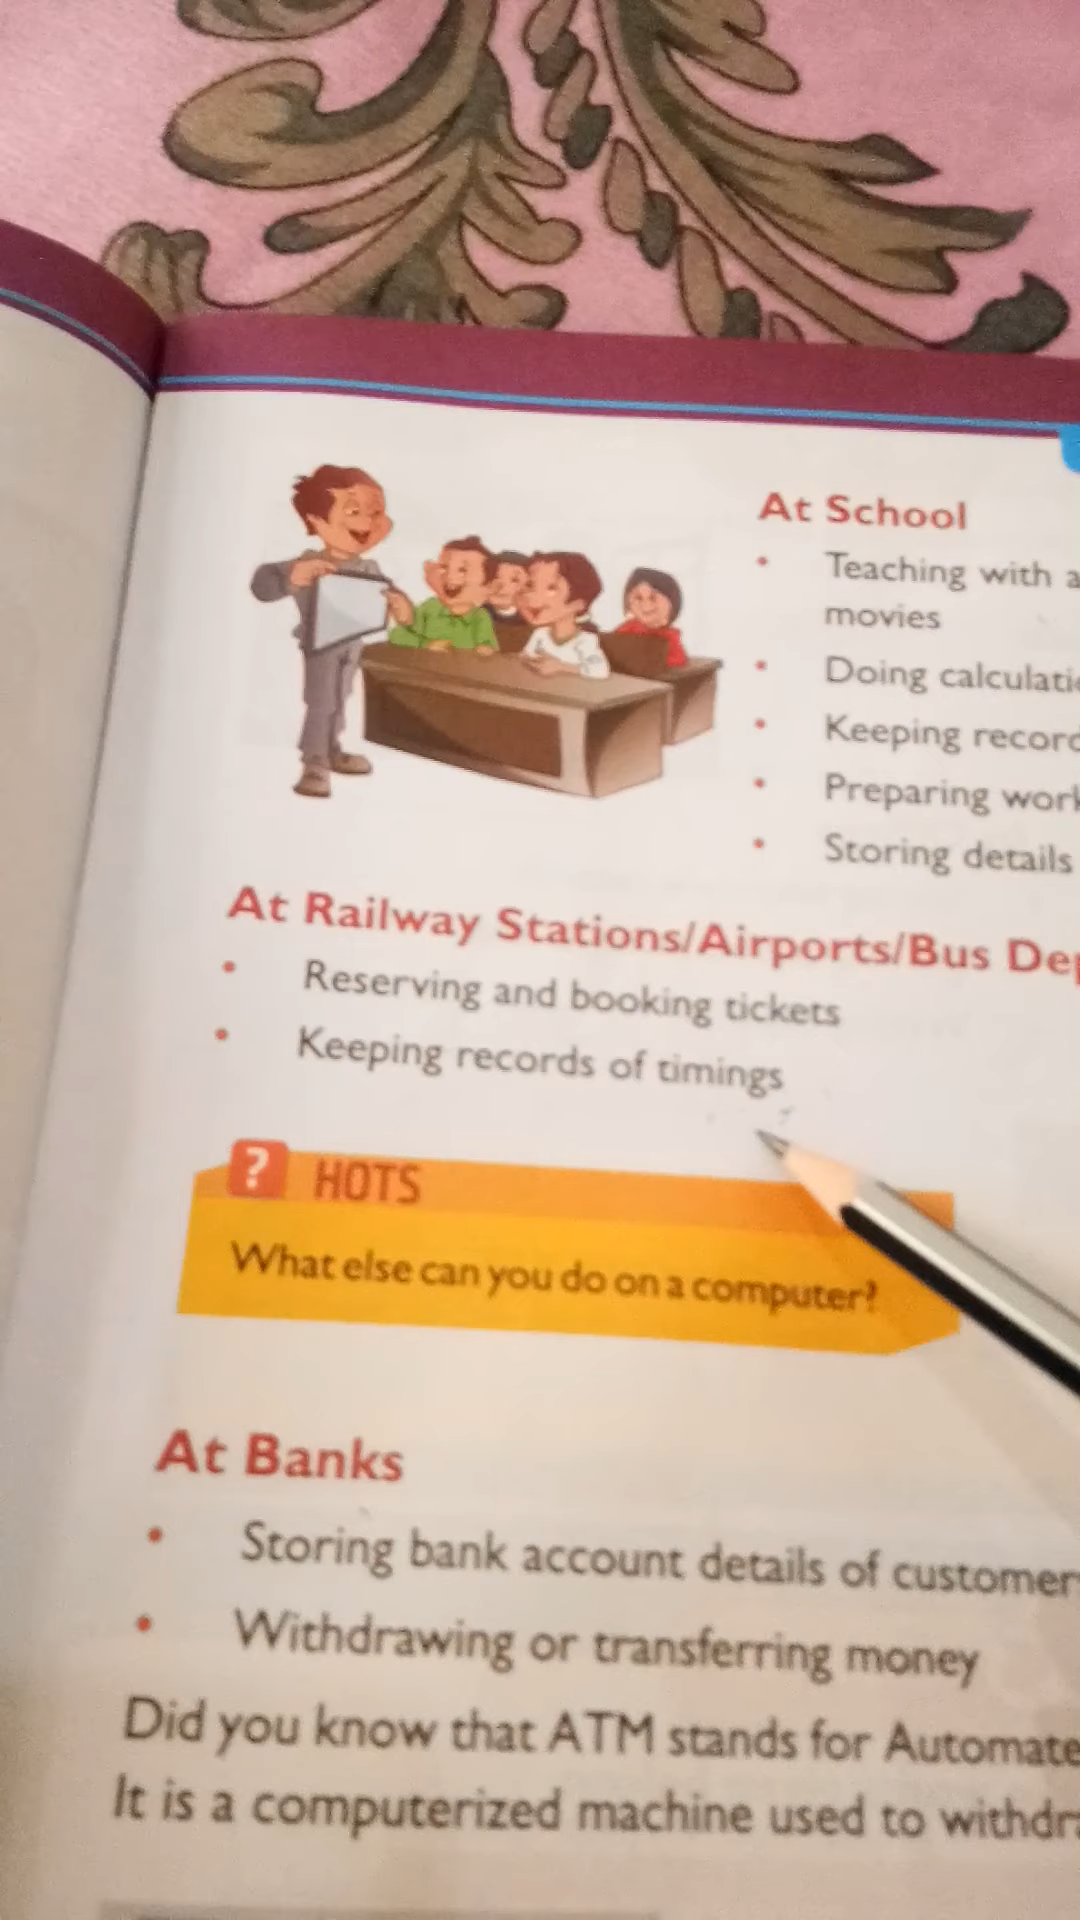 At School
• Teaching with a
movies
• Doing calculati
• Keeping record
• Preparing work
• Storing details
At Railway Stations/Airports/Bus Dep
• Reserving and booking tickets
• Keeping records of timings
? HOTS
What else can you do on a computer?
At Banks
• Storing bank account details of customer
• Withdrawing or transferring money
Did you know that ATM stands for Automate
It is a computerized machine used to withdr